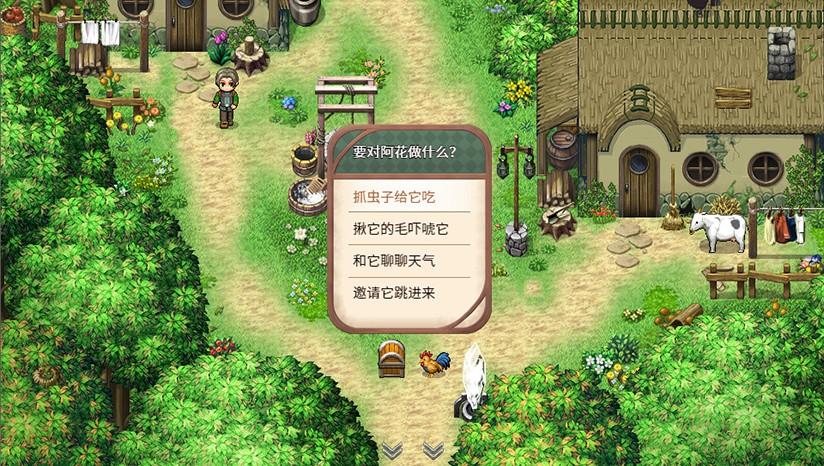 要对阿花做什么？
抓虫子给它吃
揪它的毛吓唬它
和它聊聊天气
邀请它跳进来